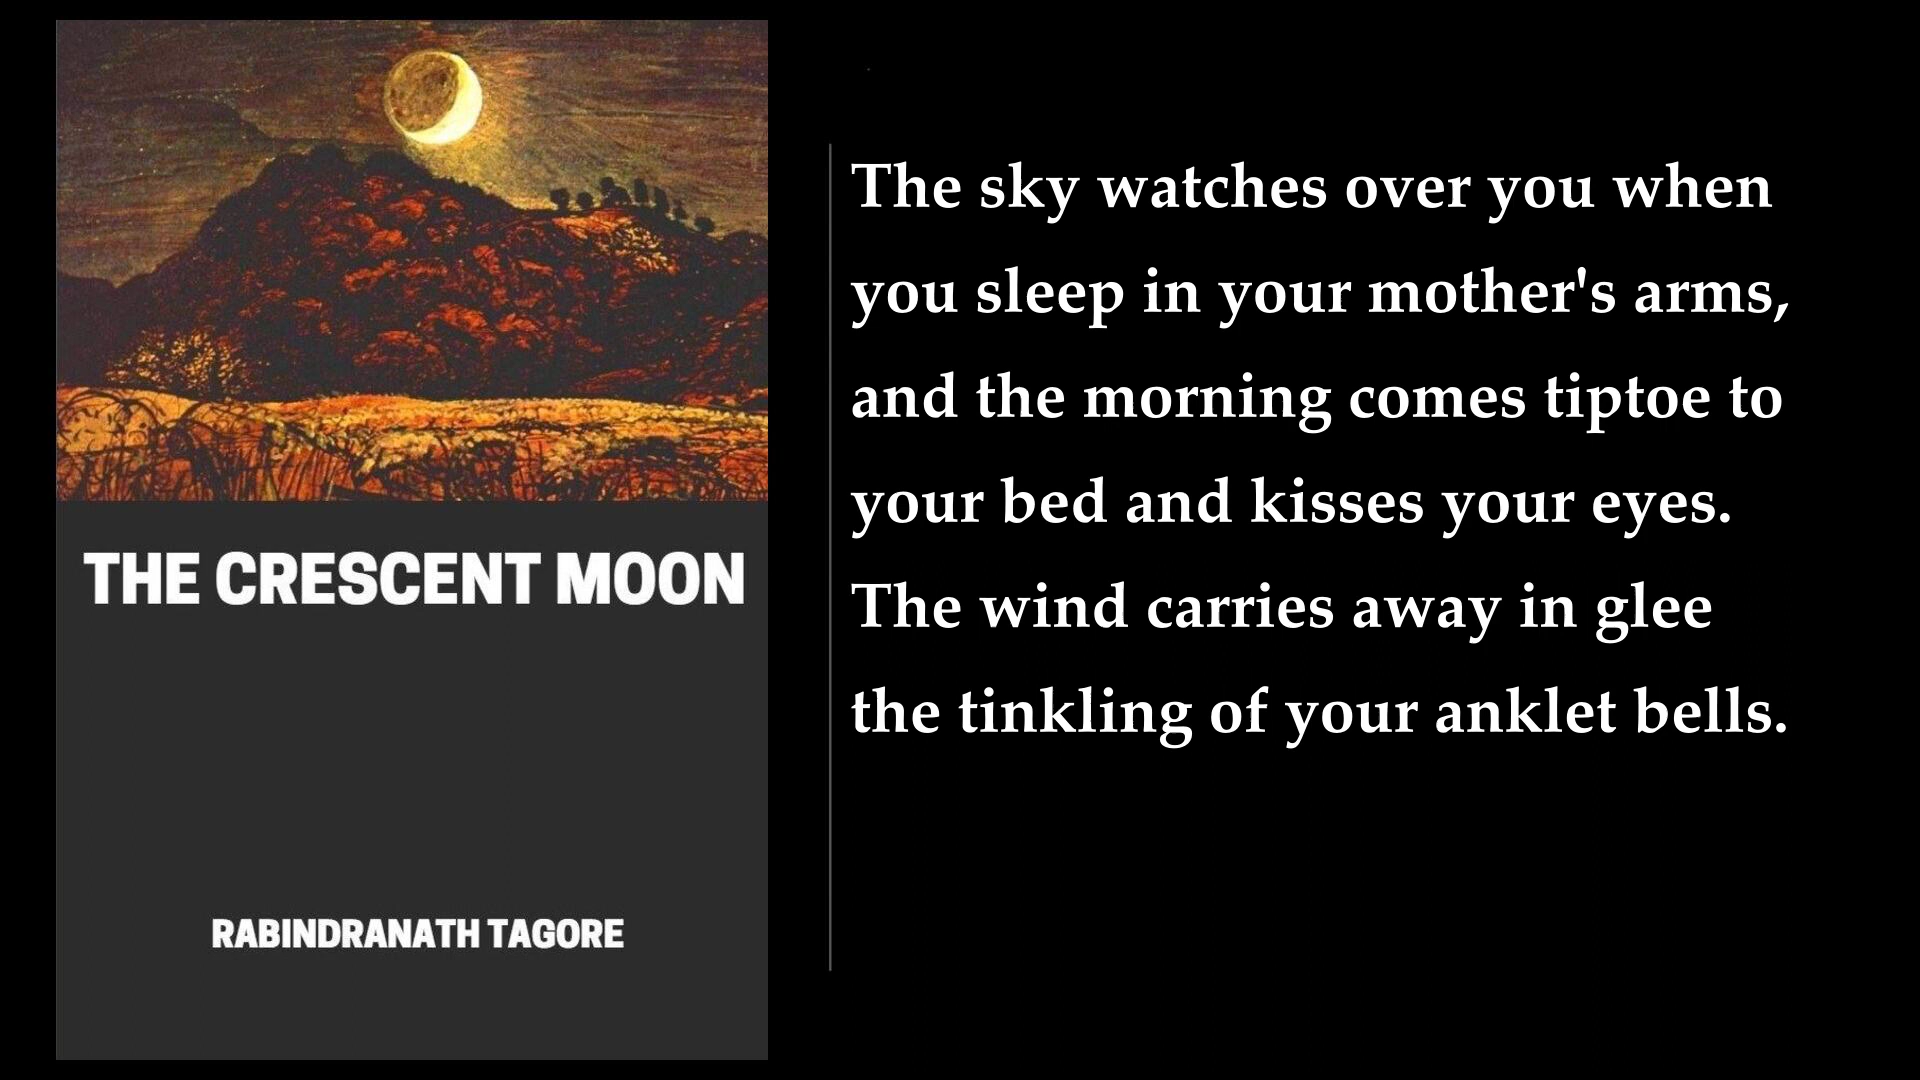 THE CRESCENT MOON
RABINDRANATH TAGORE
The sky watches over you when
you sleep in your mother's arms,
and the morning comes tiptoe to
your bed and kisses your eyes.
The wind carries away in glee
the tinkling of your anklet bells.